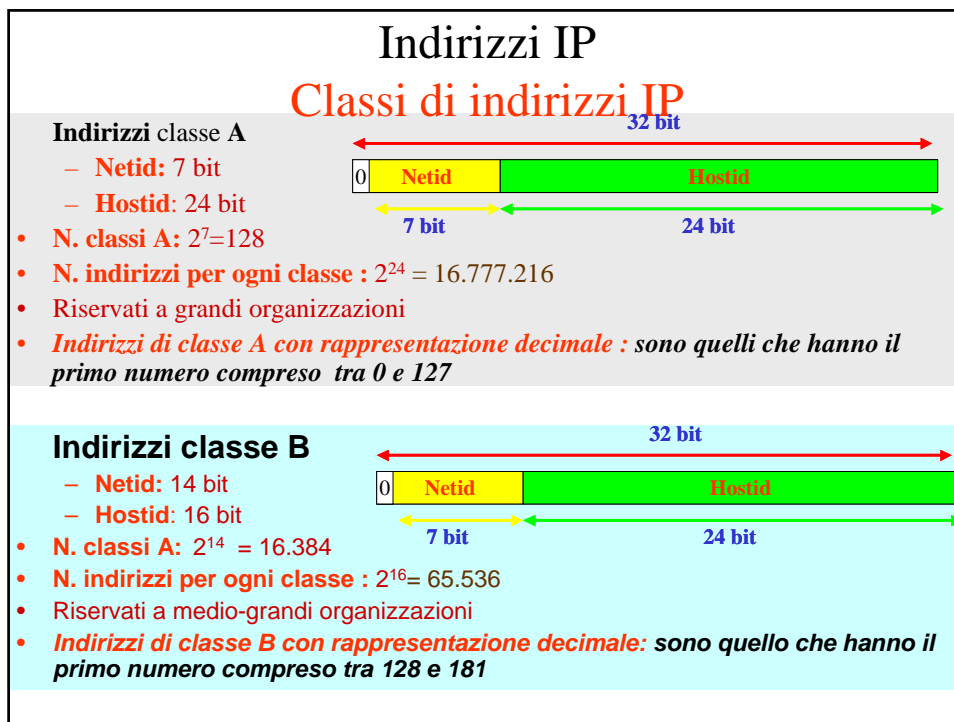 Indirizzi IP
Classi di indirizzi IP
Indirizzi classe A
– Netid: 7 bit
– Hostid: 24 bit
32 bit
0 Netid Hostid
7 bit 24 bit
• N. classi A: 2⁷=128
• N. indirizzi per ogni classe : 2²⁴ = 16.777.216
• Riservati a grandi organizzazioni
• Indirizzi di classe A con rappresentazione decimale : sono quelli che hanno il
primo numero compreso tra 0 e 127
Indirizzi classe B
– Netid: 14 bit
– Hostid: 16 bit
32 bit
0 Netid Hostid
7 bit 24 bit
• N. classi A: 2¹⁴ = 16.384
• N. indirizzi per ogni classe : 2¹⁶= 65.536
• Riservati a medio-grandi organizzazioni
• Indirizzi di classe B con rappresentazione decimale: sono quello che hanno il
primo numero compreso tra 128 e 181